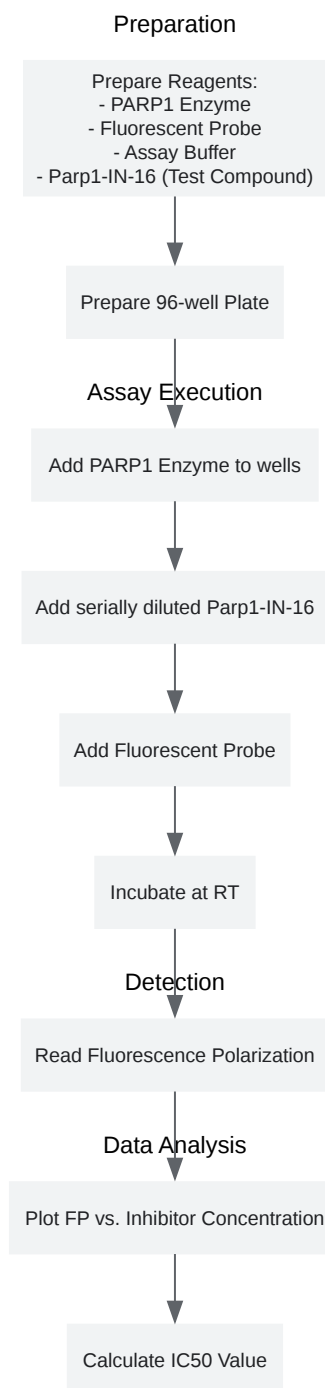 Preparation
Prepare Reagents:
- PARP1 Enzyme
- Fluorescent Probe
- Assay Buffer
- Parp1-IN-16 (Test Compound)
Prepare 96-well Plate
Assay Execution
Add PARP1 Enzyme to wells
Add serially diluted Parp1-IN-16
Add Fluorescent Probe
Incubate at RT
Detection
Read Fluorescence Polarization
Data Analysis
Plot FP vs. Inhibitor Concentration
Calculate IC50 Value